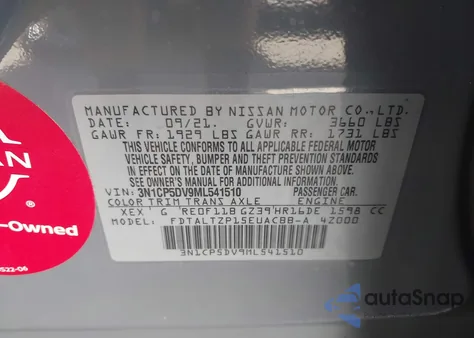 MANUFACTURED BY NISSAN MOTOR CO.,LTD.
DATE: 09/21. GVWR: 3660 LBS
GAWR FR: 1929 LBS GAWR RR: 1731 LBS
THIS VEHICLE CONFORMS TO ALL APPLICABLE FEDERAL MOTOR
VEHICLE SAFETY, BUMPER AND THEFT PREVENTION STANDARDS
IN EFFECT ON THE DATE OF MANUFACTURE SHOWN ABOVE.
SEE OWNER'S MANUAL FOR ADDITIONAL INFORMATION.
VIN: 3N1CP5DV9ML541510 PASSENGER CAR.
COLOR TRIM TRANS AXLE ENGINE
XEX' G 'RE0F11B GZ39'HR16DE 1598 CC
MODEL: FDTALTZP15EUACBB-A 42000
3N1CP5DV9ML541510
-Owned
autoSnap